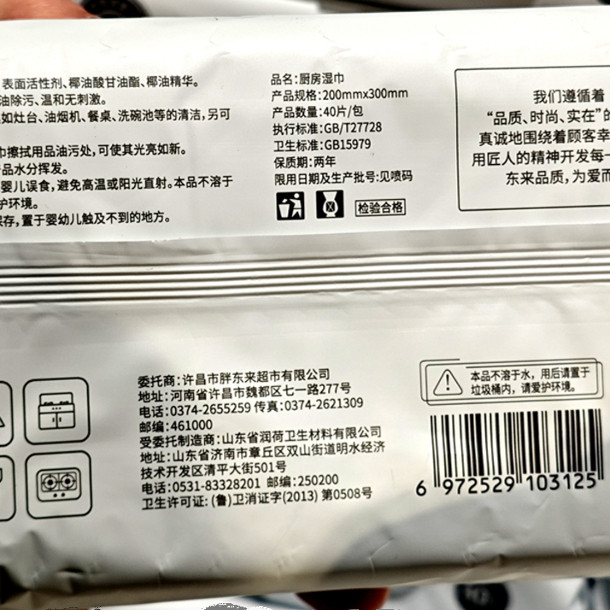 表面活性剂、椰油酸甘油酯、椰油精华。
油除污、温和无刺激。
如灶台、油烟机、餐桌、洗碗池等的清洁,另可
巾擦拭用品油污处,可使其光亮如新。
品水分挥发。
婴儿误食,避免高温或阳光直射。本品不溶于
护环境。
保存,置于婴幼儿触及不到的地方。
品名:厨房湿巾
产品规格:200mmx300mm
产品数量:40片/包
执行标准:GB/T27728
卫生标准:GB15979
保质期:两年
限用日期及生产批号:见喷码
检验合格
我们遵循着
“品质、时尚、实在”的
真诚地围绕着顾客幸
用匠人的精神开发每一
东来品质,为爱而
委托商:许昌市胖东来超市有限公司
地址:河南省许昌市魏都区七一路277号
电话:0374-2655259 传真:0374-2621309
邮编:461000
受委托制造商:山东省润荷卫生材料有限公司
地址:山东省济南市章丘区双山街道明水经济
技术开发区清平大街501号
电话:0531-83328201 邮编:250200
卫生许可证: (鲁)卫消证字(2013) 第0508号
本品不溶于水,用后请置于
垃圾桶内,请爱护环境。
6 972529 103125